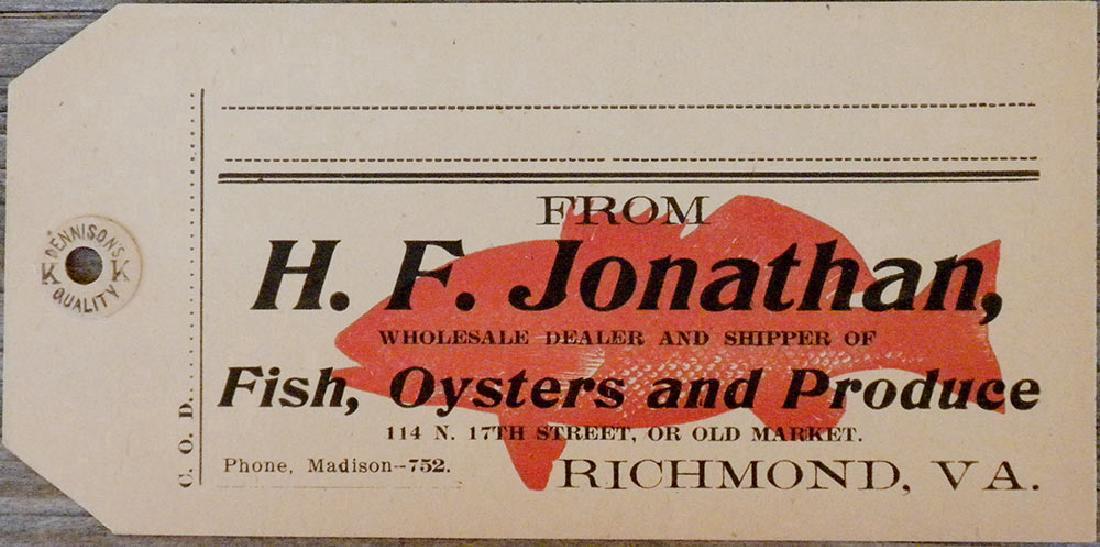 DENNISON'S
K K
QUALITY
C. O. D.
FROM
H. F. Jonathan,
WHOLESALE DEALER AND SHIPPER OF
Fish, Oysters and Produce
114 N. 17TH STREET, OR OLD MARKET.
Phone, Madison--752.
RICHMOND, VA.